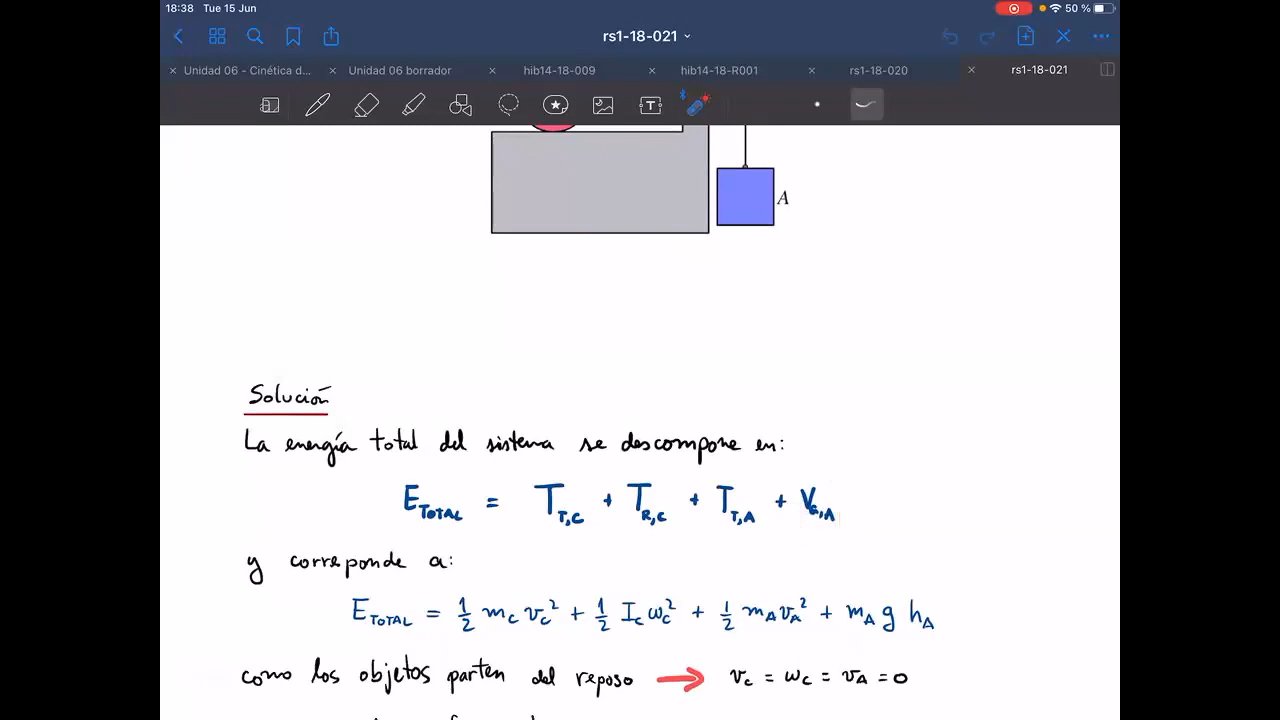 18:38 Tue 15 Jun
50 %
rs1-18-021
Unidad 06 - Cinética d...
Unidad 06 borrador
hib14-18-009
hib14-18-R001
rs1-18-020
rs1-18-021
T
A
Solución
La energía total del sistema se descompone en:
E_TOTAL = T_T,C + T_R,C + T_T,A + V_G,A
y corresponde a:
E_TOTAL = 1/2 m_C v_C² + 1/2 I_C ω_C² + 1/2 m_A v_A² + m_A g h_A
como los objetos parten del reposo → v_C = ω_C = v_A = 0